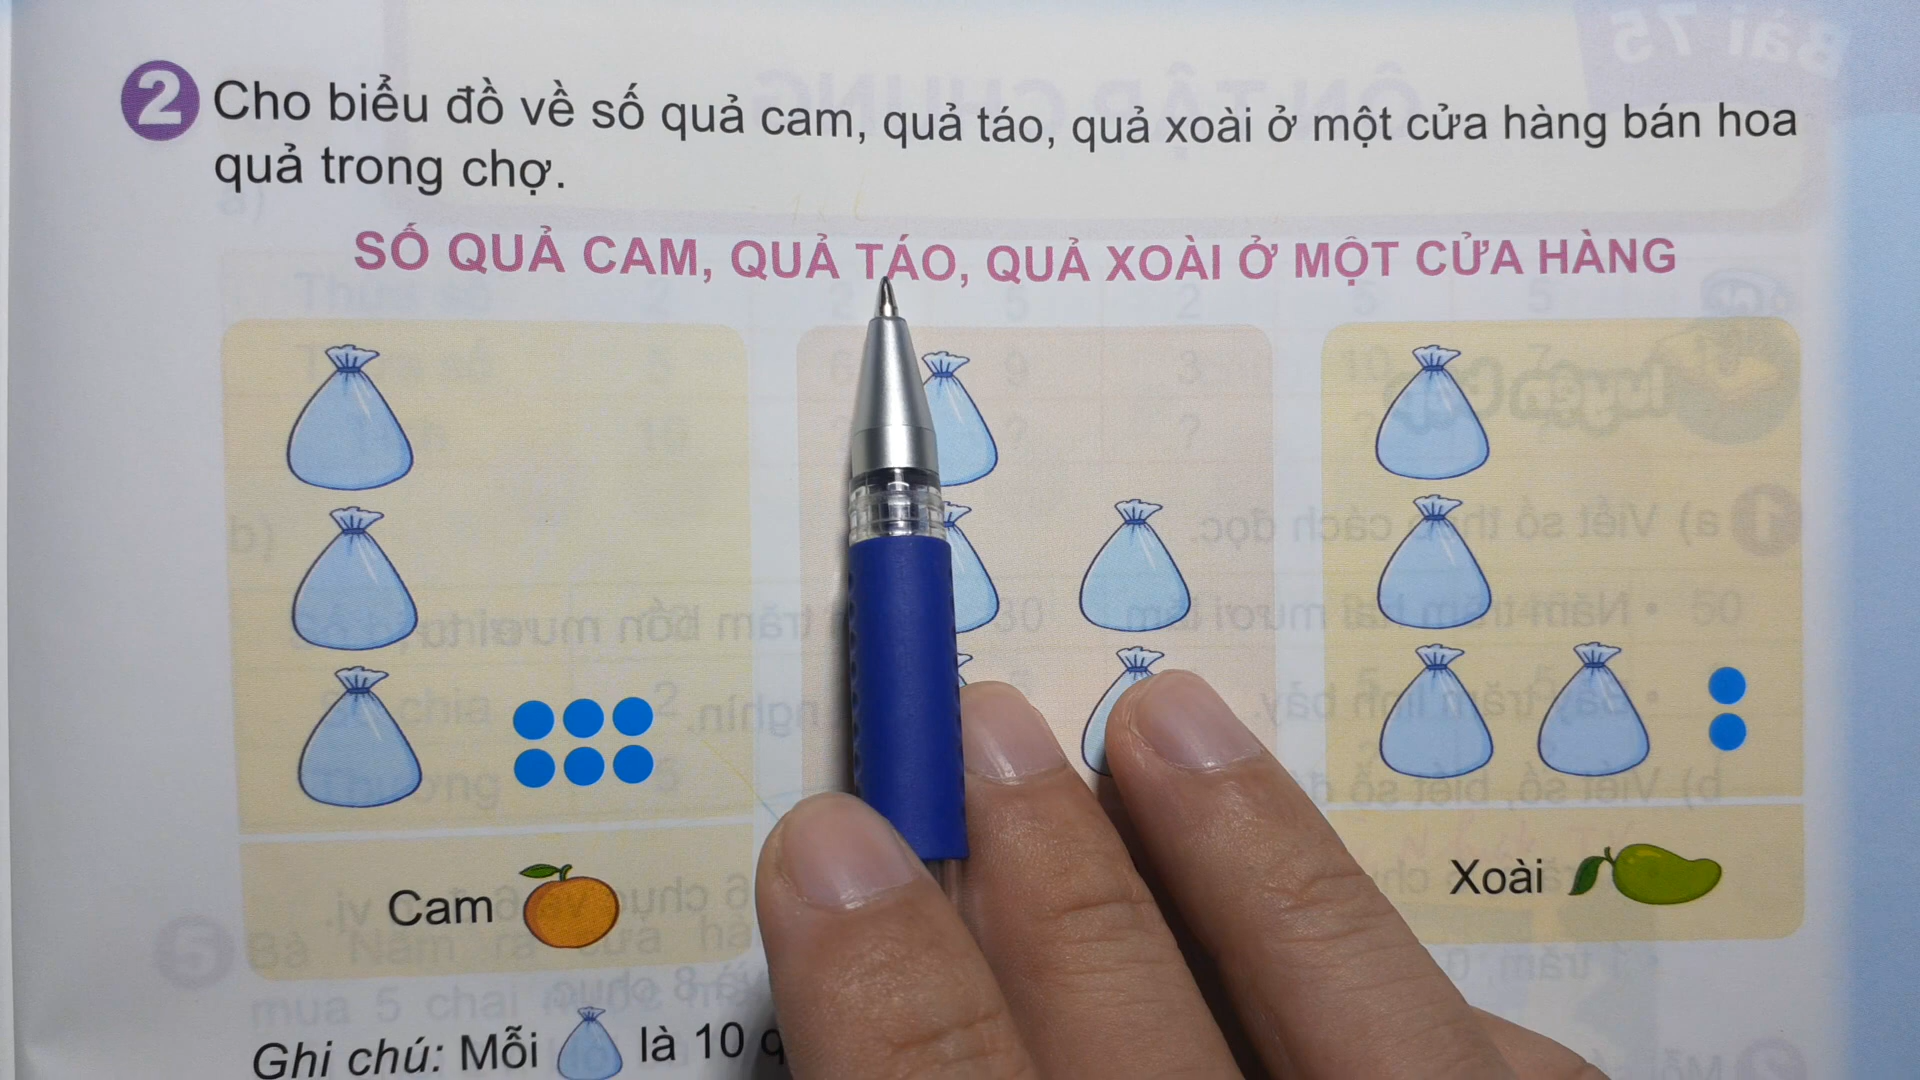 2 Cho biểu đồ về số quả cam, quả táo, quả xoài ở một cửa hàng bán hoa
quả trong chợ.
SỐ QUẢ CAM, QUẢ TÁO, QUẢ XOÀI Ở MỘT CỬA HÀNG
Cam
Xoài
Ghi chú: Mỗi là 10